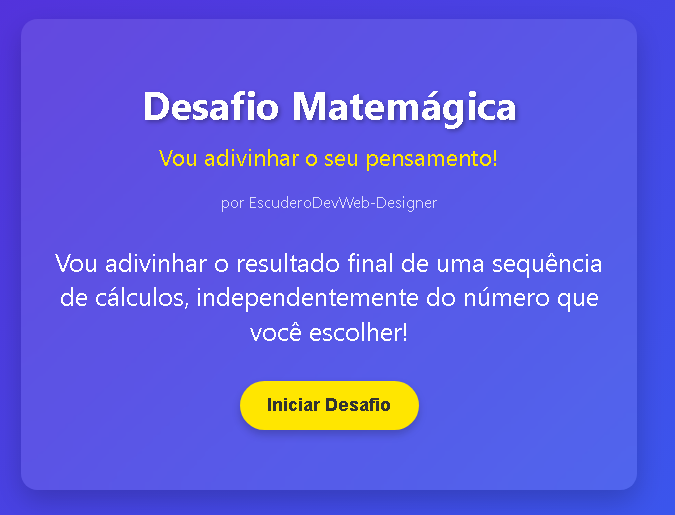 Desafio Matemágica
Vou adivinhar o seu pensamento!
por EscuderoDevWeb-Designer
Vou adivinhar o resultado final de uma sequência
de cálculos, independentemente do número que
você escolher!
Iniciar Desafio